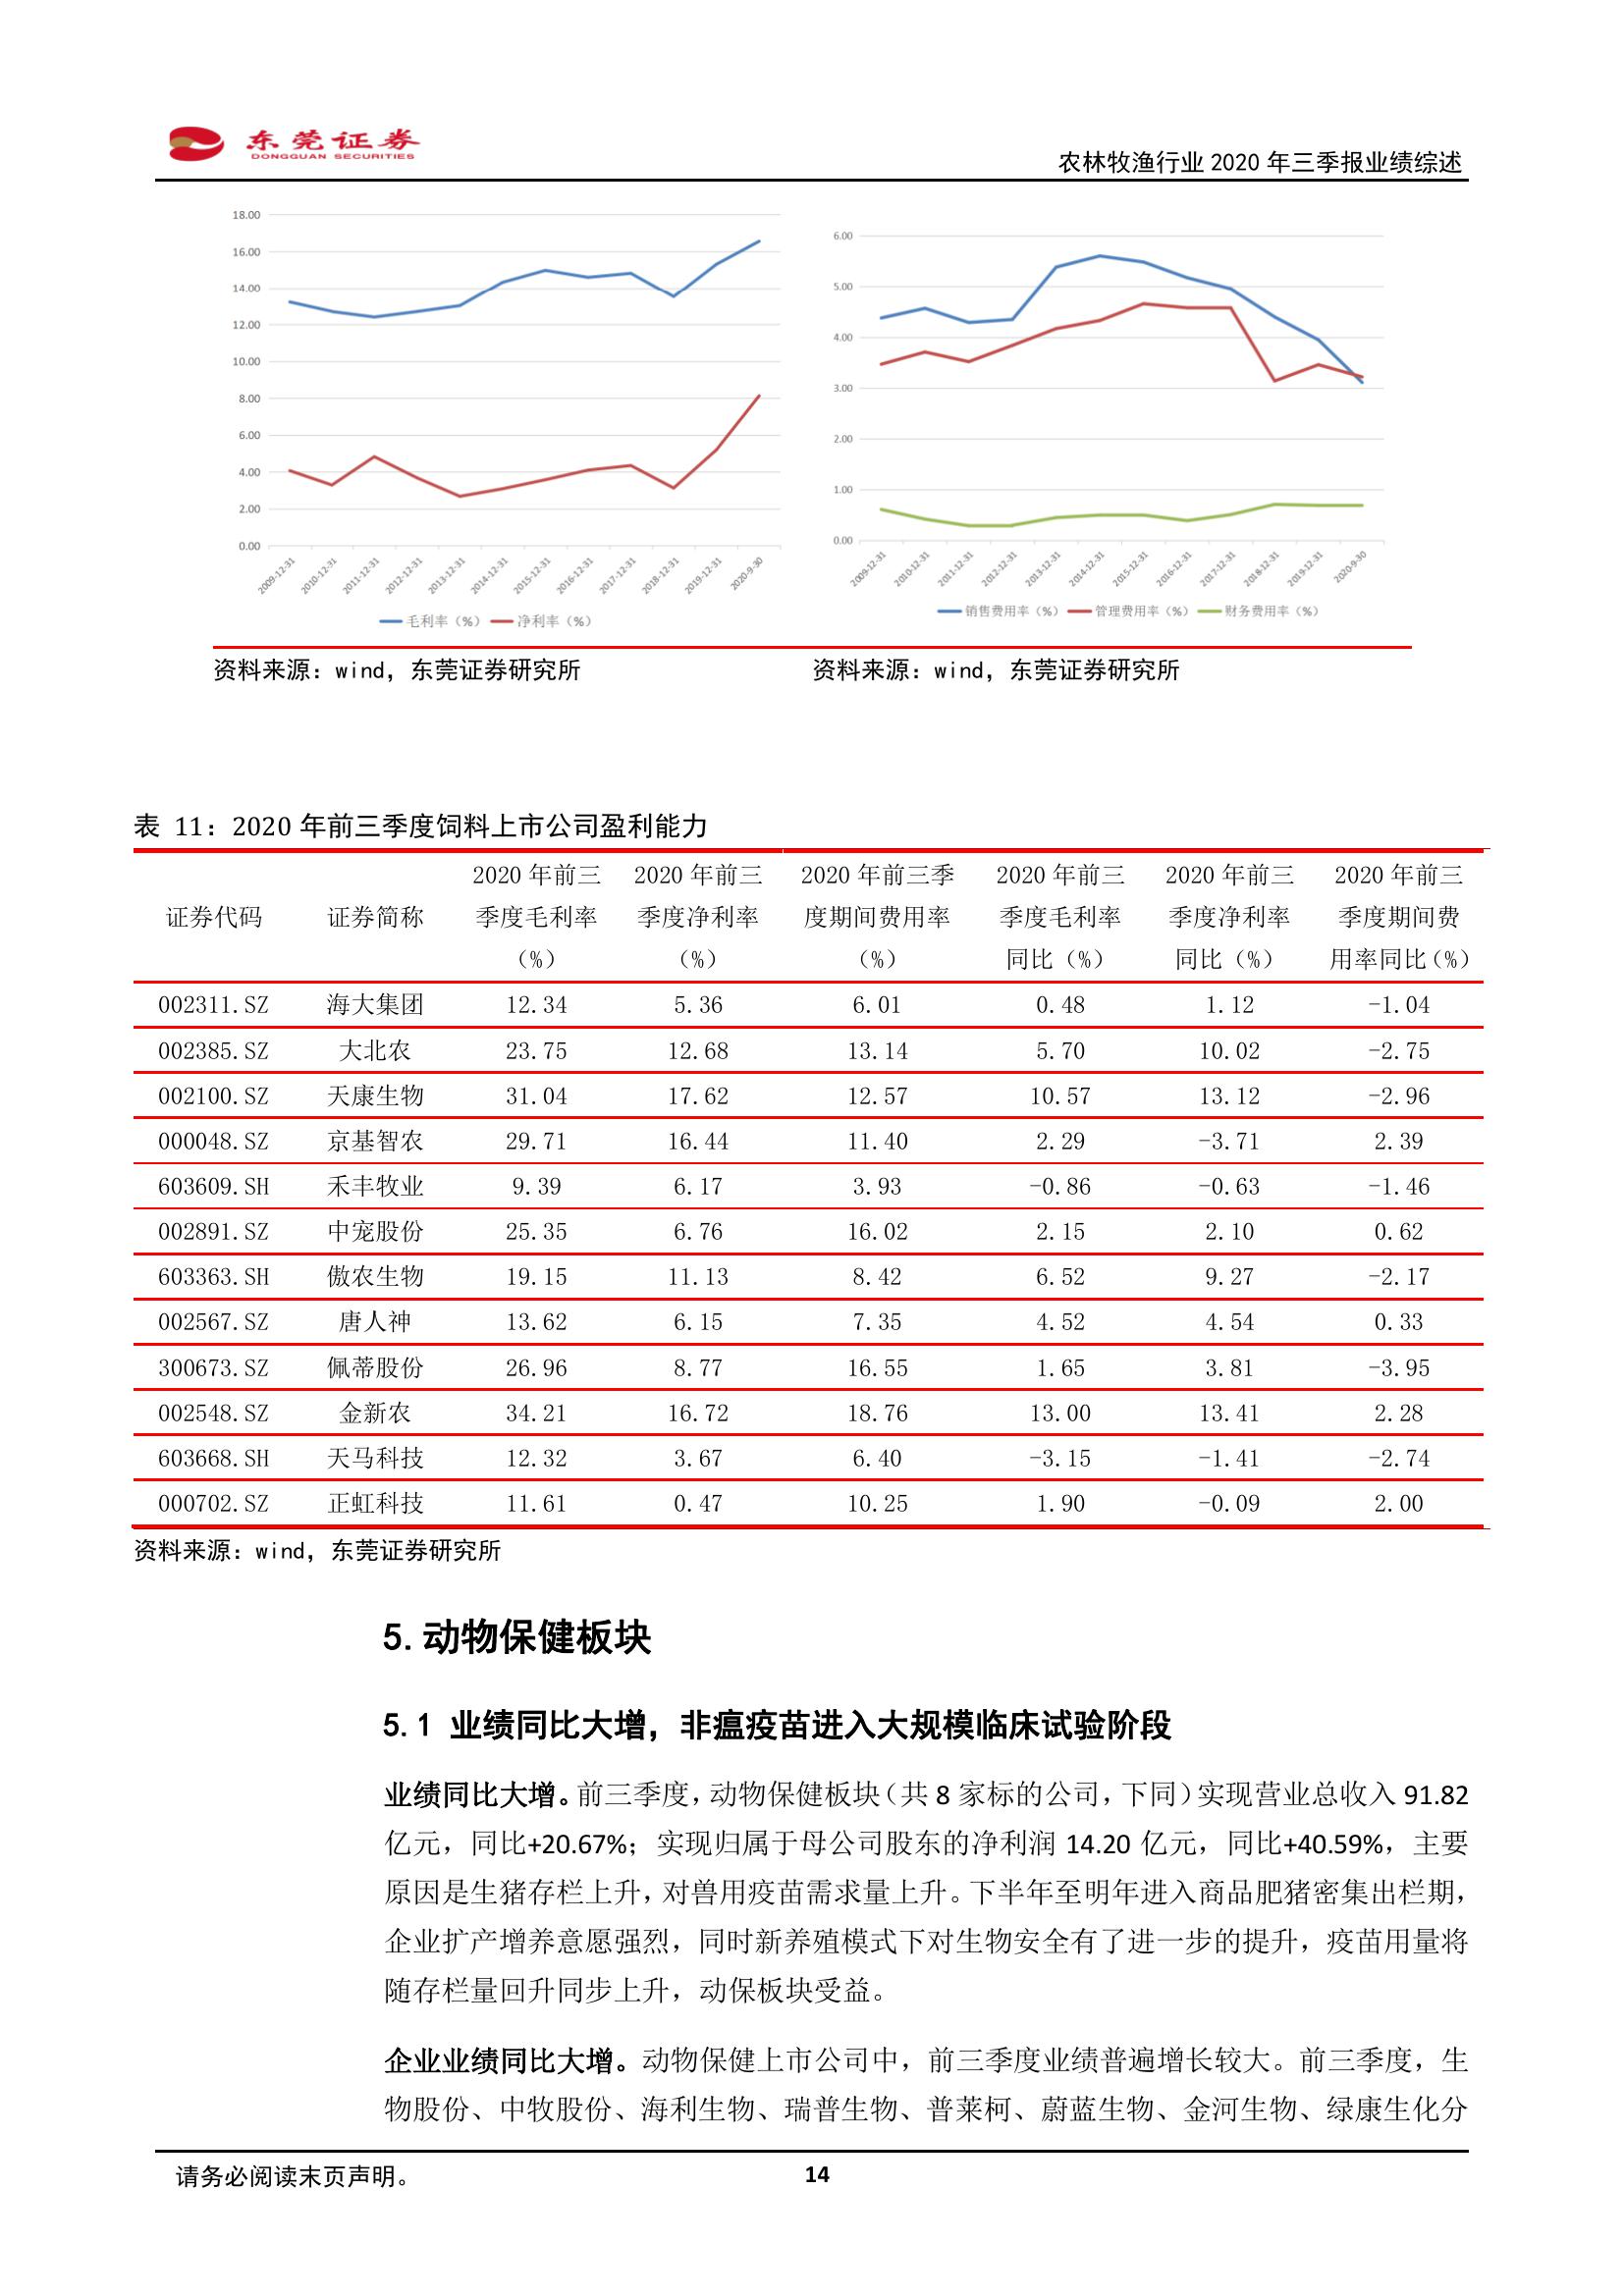 东莞证券
DONGGUAN SECURITIES
农林牧渔行业 2020 年三季报业绩综述
18.00
16.00
14.00
12.00
10.00
8.00
6.00
4.00
2.00
0.00
2009-12-31 2010-12-31 2011-12-31 2012-12-31 2013-12-31 2014-12-31 2015-12-31 2016-12-31 2017-12-31 2018-12-31 2019-12-31 2020-9-30
毛利率（%） 净利率（%）
6.00
5.00
4.00
3.00
2.00
1.00
0.00
2009-12-31 2010-12-31 2011-12-31 2012-12-31 2013-12-31 2014-12-31 2015-12-31 2016-12-31 2017-12-31 2018-12-31 2019-12-31 2020-9-30
销售费用率（%） 管理费用率（%） 财务费用率（%）
资料来源：wind，东莞证券研究所 资料来源：wind，东莞证券研究所
表 11：2020 年前三季度饲料上市公司盈利能力
证券代码 证券简称 2020 年前三季度毛利率（%） 2020 年前三季度净利率（%） 2020 年前三季度期间费用率（%） 2020 年前三季度毛利率同比（%） 2020 年前三季度净利率同比（%） 2020 年前三季度期间费用率同比（%）
002311.SZ 海大集团 12.34 5.36 6.01 0.48 1.12 -1.04
002385.SZ 大北农 23.75 12.68 13.14 5.70 10.02 -2.75
002100.SZ 天康生物 31.04 17.62 12.57 10.57 13.12 -2.96
000048.SZ 京基智农 29.71 16.44 11.40 2.29 -3.71 2.39
603609.SH 禾丰牧业 9.39 6.17 3.93 -0.86 -0.63 -1.46
002891.SZ 中宠股份 25.35 6.76 16.02 2.15 2.10 0.62
603363.SH 傲农生物 19.15 11.13 8.42 6.52 9.27 -2.17
002567.SZ 唐人神 13.62 6.15 7.35 4.52 4.54 0.33
300673.SZ 佩蒂股份 26.96 8.77 16.55 1.65 3.81 -3.95
002548.SZ 金新农 34.21 16.72 18.76 13.00 13.41 2.28
603668.SH 天马科技 12.32 3.67 6.40 -3.15 -1.41 -2.74
000702.SZ 正虹科技 11.61 0.47 10.25 1.90 -0.09 2.00
资料来源：wind，东莞证券研究所
5.动物保健板块
5.1 业绩同比大增，非瘟疫苗进入大规模临床试验阶段
业绩同比大增。前三季度，动物保健板块（共 8 家标的公司，下同）实现营业总收入 91.82
亿元，同比+20.67%；实现归属于母公司股东的净利润 14.20 亿元，同比+40.59%，主要
原因是生猪存栏上升，对兽用疫苗需求量上升。下半年至明年进入商品肥猪密集出栏期，
企业扩产增养意愿强烈，同时新养殖模式下对生物安全有了进一步的提升，疫苗用量将
随存栏量回升同步上升，动保板块受益。
企业业绩同比大增。动物保健上市公司中，前三季度业绩普遍增长较大。前三季度，生
物股份、中牧股份、海利生物、瑞普生物、普莱柯、蔚蓝生物、金河生物、绿康生化分
请务必阅读末页声明。 14